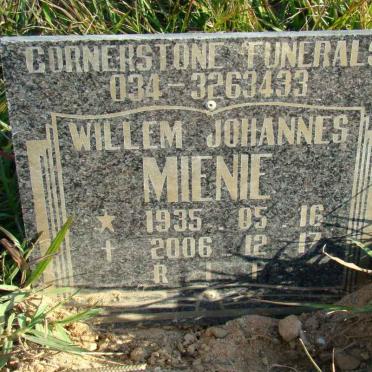 CORNERSTONE FUNERALS
034-3263433
WILLEM JOHANNES
MIENIE
★ 1935.05.16
† 2006.12.17
R I P